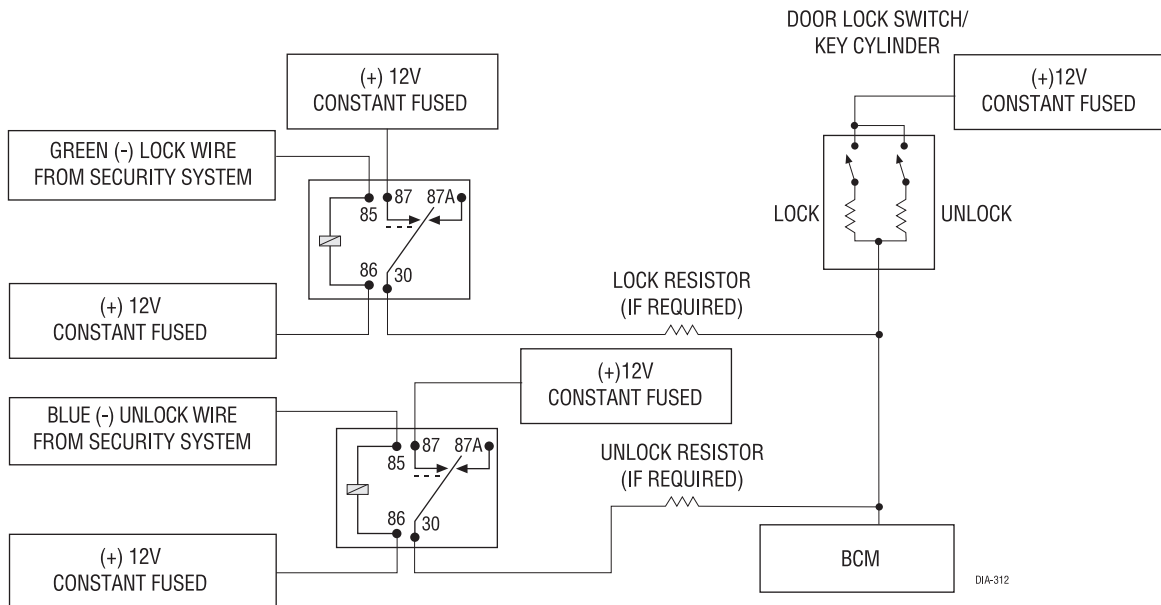 DOOR LOCK SWITCH/
KEY CYLINDER
(+) 12V
CONSTANT FUSED
(+)12V
CONSTANT FUSED
GREEN (-) LOCK WIRE
FROM SECURITY SYSTEM
85
87
87A
86
30
LOCK
UNLOCK
(+) 12V
CONSTANT FUSED
LOCK RESISTOR
(IF REQUIRED)
(+)12V
CONSTANT FUSED
BLUE (-) UNLOCK WIRE
FROM SECURITY SYSTEM
85
87
87A
86
30
UNLOCK RESISTOR
(IF REQUIRED)
(+) 12V
CONSTANT FUSED
BCM
DIA-312